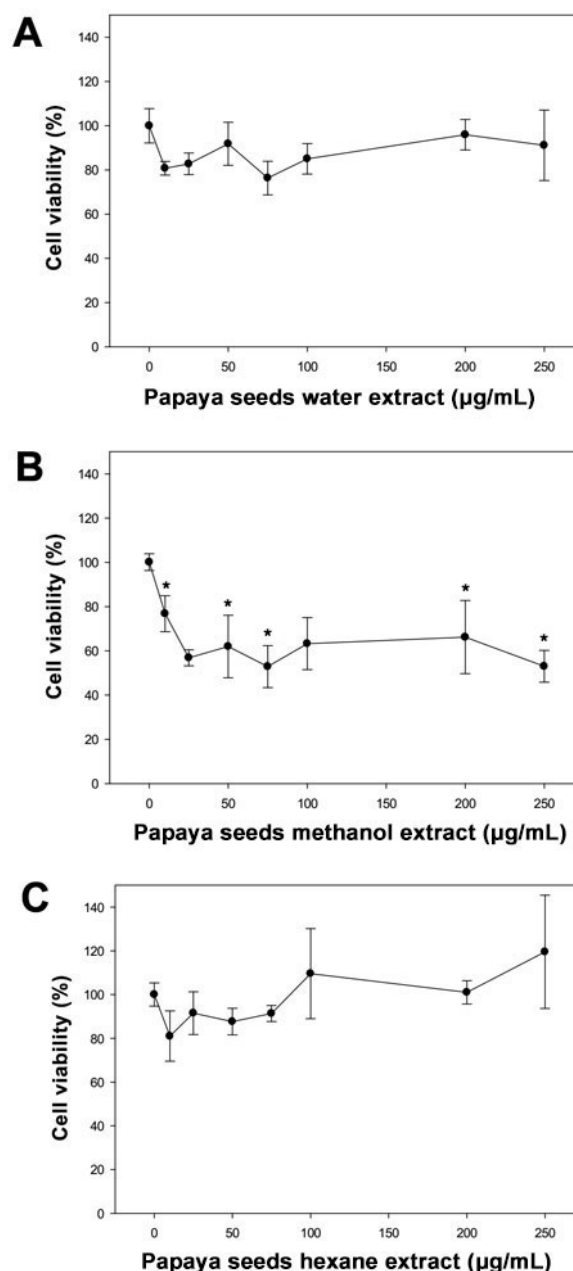 A
Cell viability (%)
140
120
100
80
60
40
20
0
0 50 100 150 200 250
Papaya seeds water extract (µg/mL)
B
Cell viability (%)
140
120
100
80
60
40
20
0
* * * * *
0 50 100 150 200 250
Papaya seeds methanol extract (µg/mL)
C
Cell viability (%)
140
120
100
80
60
40
20
0
0 50 100 150 200 250
Papaya seeds hexane extract (µg/mL)